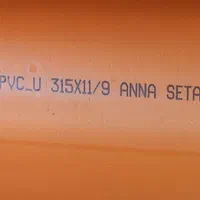 PVC_U 315X11/9 ANNA SETA